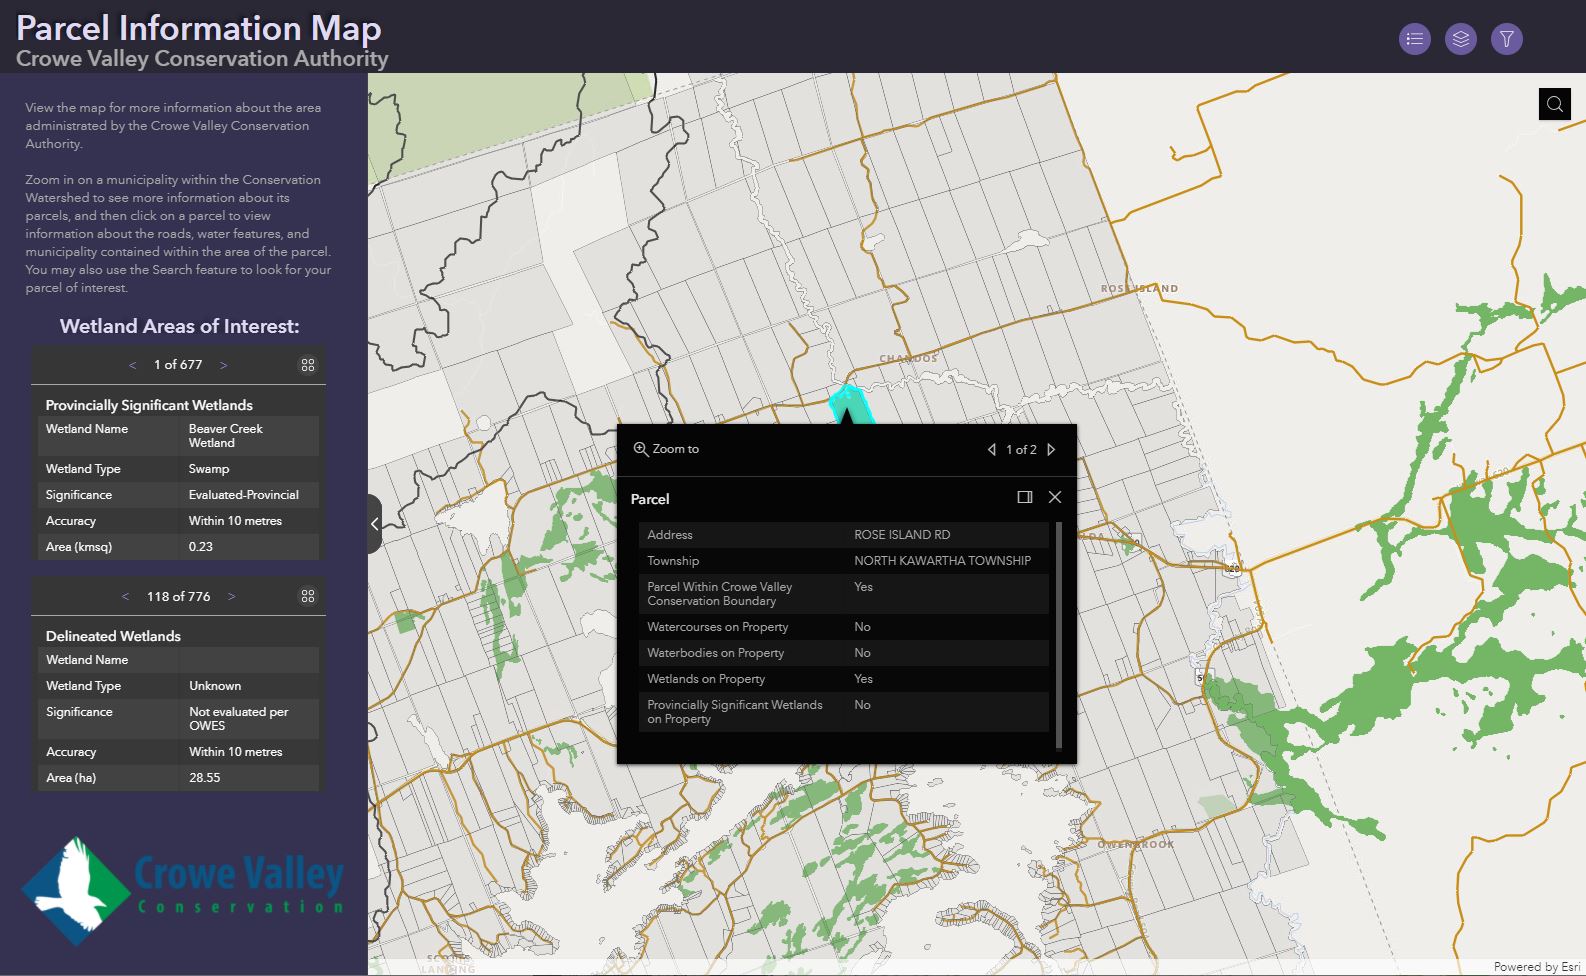 Parcel Information Map
Crowe Valley Conservation Authority
View the map for more information about the area
administrated by the Crowe Valley Conservation
Authority.
Zoom in on a municipality within the Conservation
Watershed to see more information about its
parcels, and then click on a parcel to view
information about the roads, water features, and
municipality contained within the area of the parcel.
You may also use the Search feature to look for your
parcel of interest.
Wetland Areas of Interest:
< 1 of 677 >
Provincially Significant Wetlands
Wetland Name Beaver Creek
Wetland
Wetland Type Swamp
Significance Evaluated-Provincial
Accuracy Within 10 metres
Area (kmsq) 0.23
< 118 of 776 >
Delineated Wetlands
Wetland Name
Wetland Type Unknown
Significance Not evaluated per
OWES
Accuracy Within 10 metres
Area (ha) 28.55
Crowe Valley
Conservation
ROSE ISLAND
CHANDOS
Zoom to 1 of 2
Parcel
Address ROSE ISLAND RD
Township NORTH KAWARTHA TOWNSHIP
Parcel Within Crowe Valley Yes
Conservation Boundary
Watercourses on Property No
Waterbodies on Property No
Wetlands on Property Yes
Provincially Significant Wetlands No
on Property
620
620
OWENBROOK
LANDING
Powered by Esri